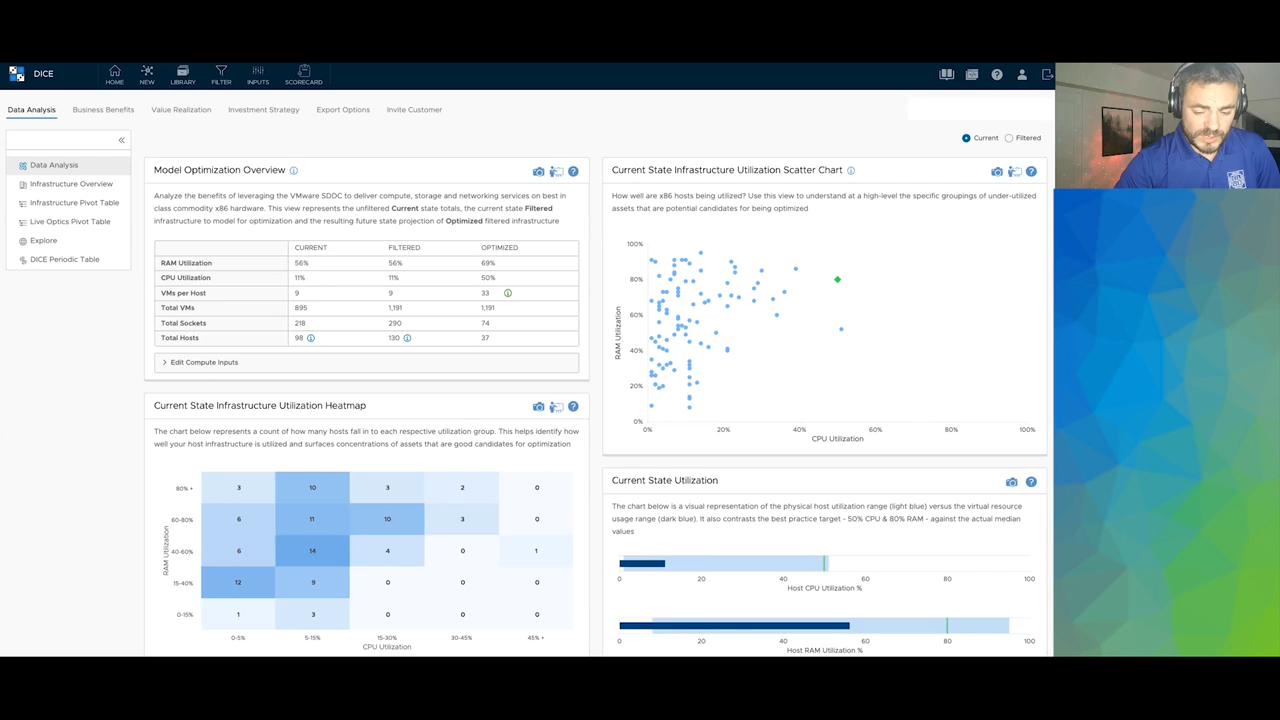 DICE
HOME
NEW
LIBRARY
FILTER
INPUTS
SCORECARD
Data Analysis
Business Benefits
Value Realization
Investment Strategy
Export Options
Invite Customer
Current
Filtered
«
Data Analysis
Infrastructure Overview
Infrastructure Pivot Table
Live Optics Pivot Table
Explore
DICE Periodic Table
Model Optimization Overview
Analyze the benefits of leveraging the VMware SDDC to deliver compute, storage and networking services on best in
class commodity x86 hardware. This view represents the unfiltered Current state totals, the current state Filtered
infrastructure to model for optimization and the resulting future state projection of Optimized filtered infrastructure
CURRENT FILTERED OPTIMIZED
RAM Utilization 56% 56% 69%
CPU Utilization 11% 11% 50%
VMs per Host 9 9 33
Total VMs 895 1,191 1,191
Total Sockets 218 290 74
Total Hosts 98 130 37
Edit Compute Inputs
Current State Infrastructure Utilization Heatmap
The chart below represents a count of how many hosts fall in to each respective utilization group. This helps identify how
well your host infrastructure is utilized and surfaces concentrations of assets that are good candidates for optimization
RAM Utilization
80% + 3 10 3 2 0
60-80% 6 11 10 3 0
40-60% 6 14 4 0 1
15-40% 12 9 0 0 0
0-15% 1 3 0 0 0
0-5% 5-15% 15-30% 30-45% 45% +
CPU Utilization
Current State Infrastructure Utilization Scatter Chart
How well are x86 hosts being utilized? Use this view to understand at a high-level the specific groupings of under-utilized
assets that are potential candidates for being optimized
RAM Utilization
100%
80%
60%
40%
20%
0%
0% 20% 40% 60% 80% 100%
CPU Utilization
Current State Utilization
The chart below is a visual representation of the physical host utilization range (light blue) versus the virtual resource
usage range (dark blue). It also contrasts the best practice target - 50% CPU & 80% RAM - against the actual median
values
0 20 40 60 80 100
Host CPU Utilization %
0 20 40 60 80 100
Host RAM Utilization %